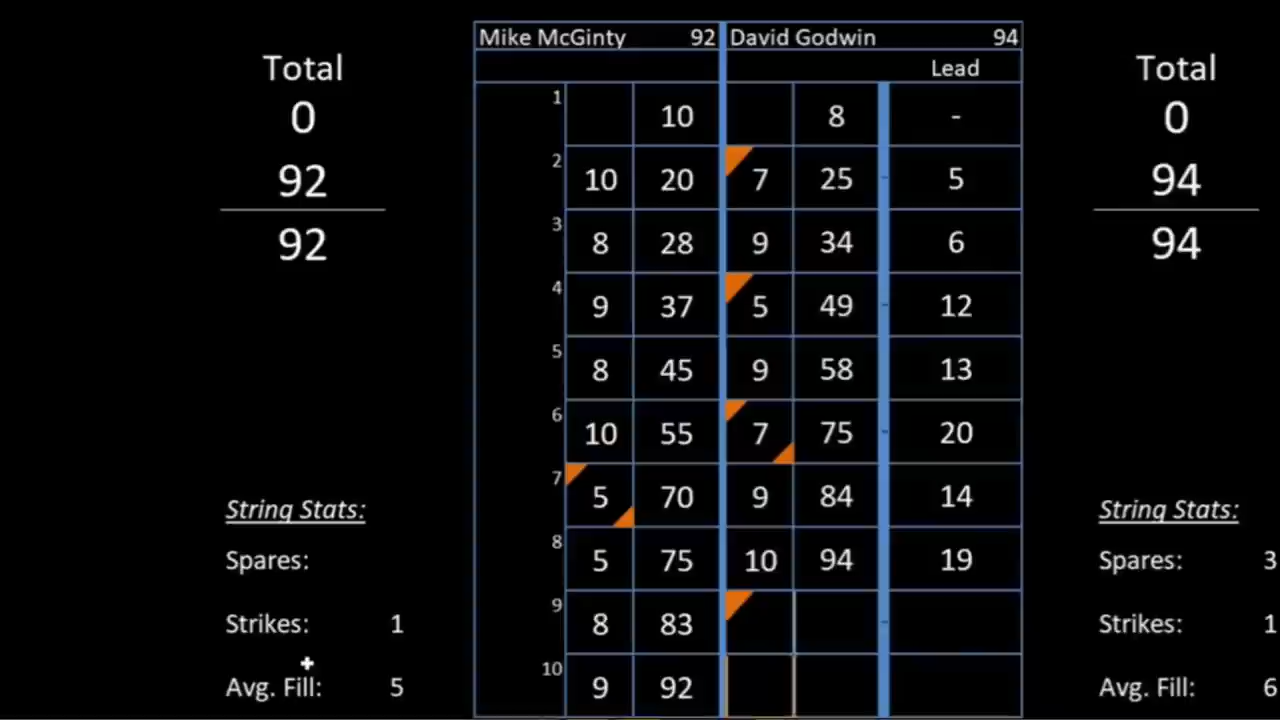 Mike McGinty 92 David Godwin 94
Total Lead Total
0 1 10 8 - 0
92 2 10 20 7 25 5 94
92 3 8 28 9 34 6 94
4 9 37 5 49 12
5 8 45 9 58 13
6 10 55 7 75 20
7 5 70 9 84 14
String Stats: String Stats:
Spares: 8 5 75 10 94 19 Spares: 3
Strikes: 1 9 8 83 Strikes: 1
Avg. Fill: 5 10 9 92 Avg. Fill: 6